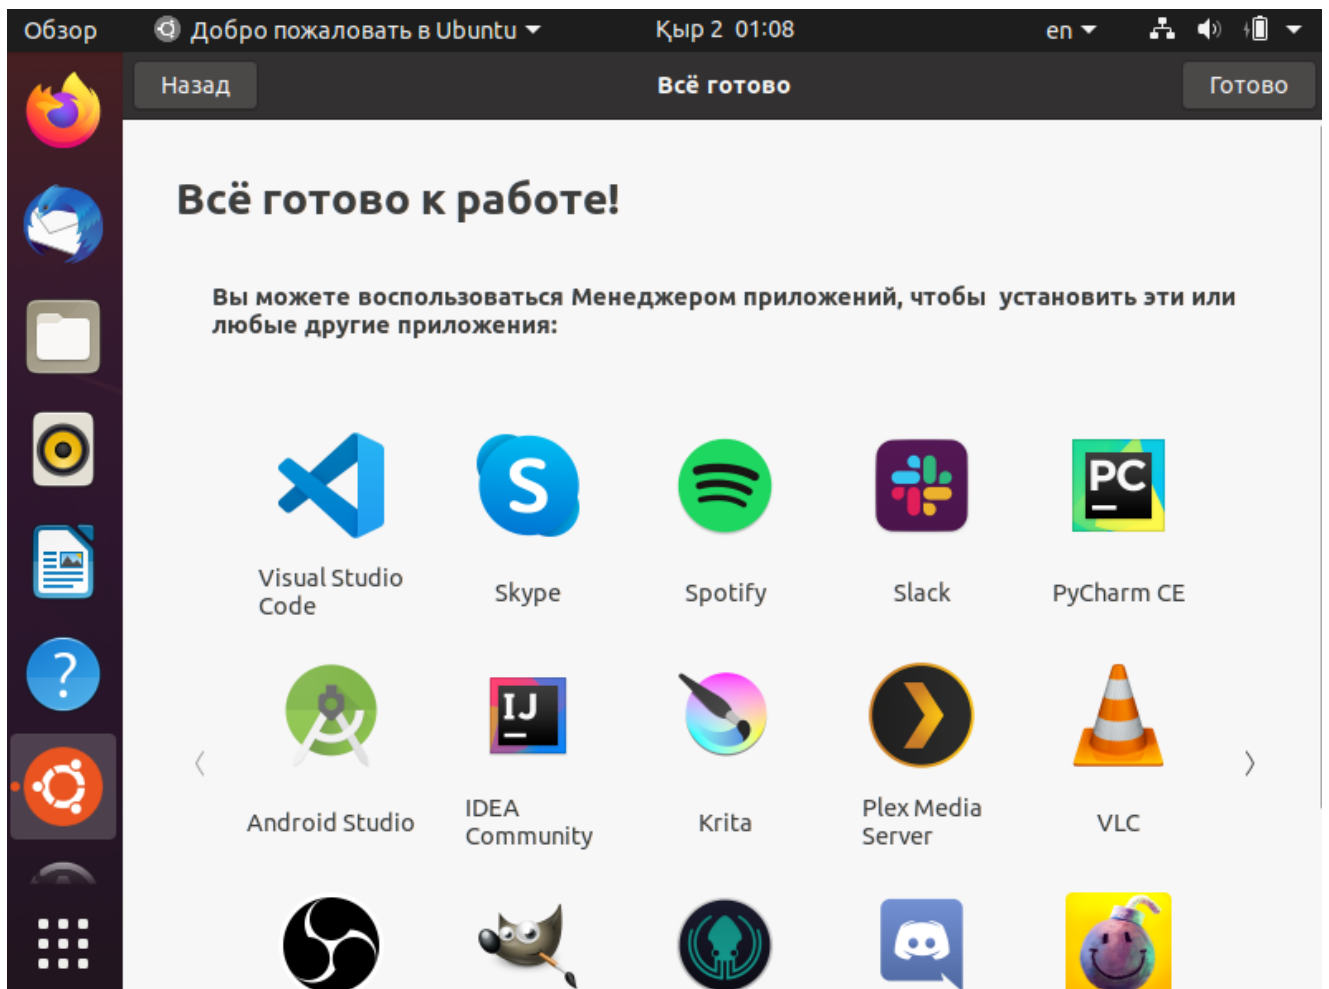 Обзор
Добро пожаловать в Ubuntu
Қыр 2 01:08
en
Назад
Всё готово
Готово
Всё готово к работе!
Вы можете воспользоваться Менеджером приложений, чтобы  установить эти или
любые другие приложения:
S
PC
Visual Studio
Code
Skype
Spotify
Slack
PyCharm CE
?
IJ
Android Studio
IDEA
Community
Krita
Plex Media
Server
VLC